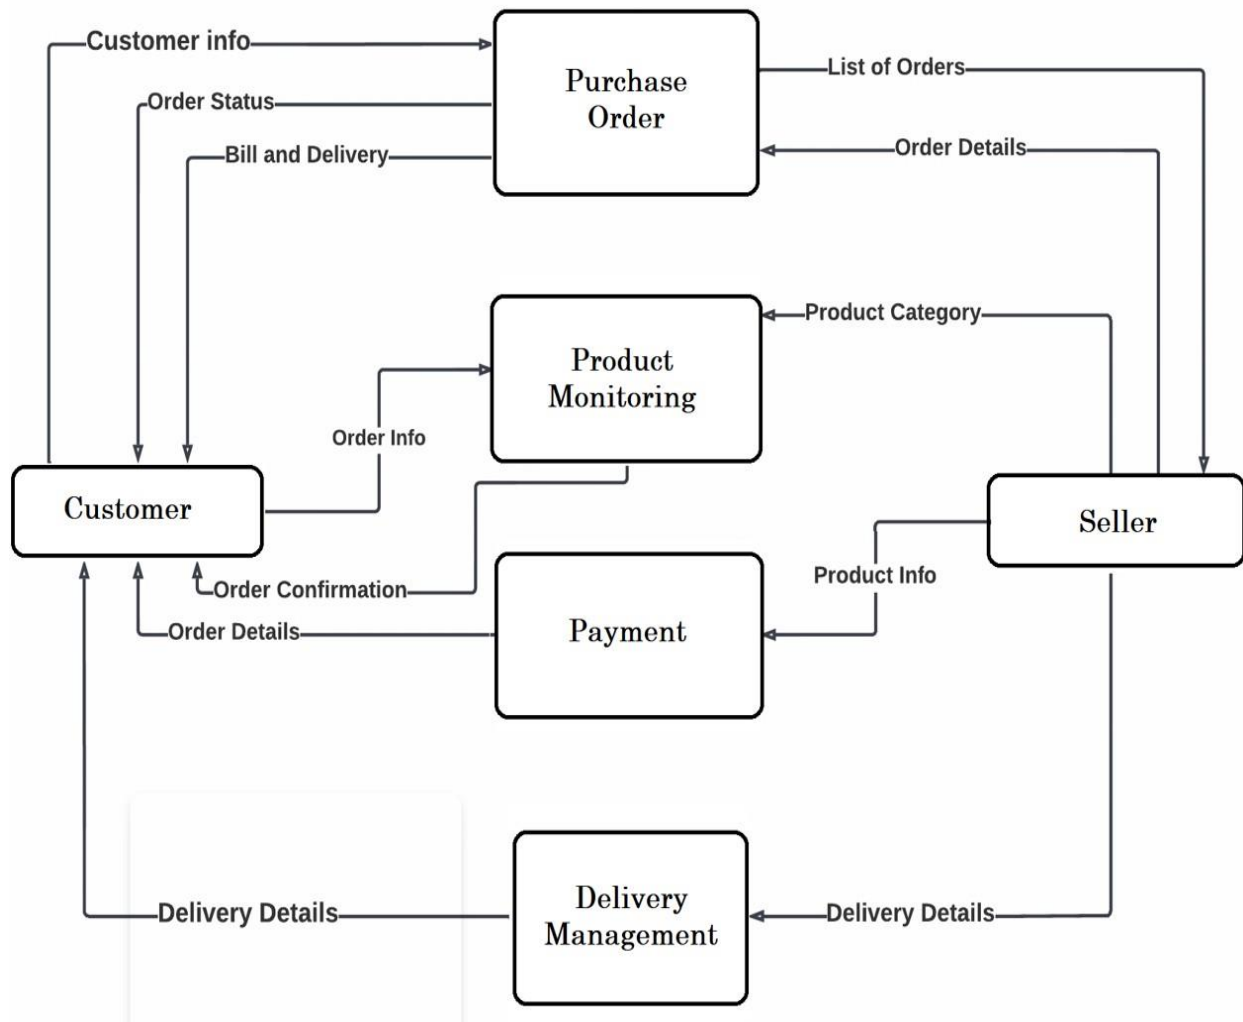 Customer info
Purchase
Order
List of Orders
Order Status
Bill and Delivery
Order Details
Product Category
Product
Monitoring
Order Info
Customer
Seller
Order Confirmation
Product Info
Order Details
Payment
Delivery
Management
Delivery Details
Delivery Details